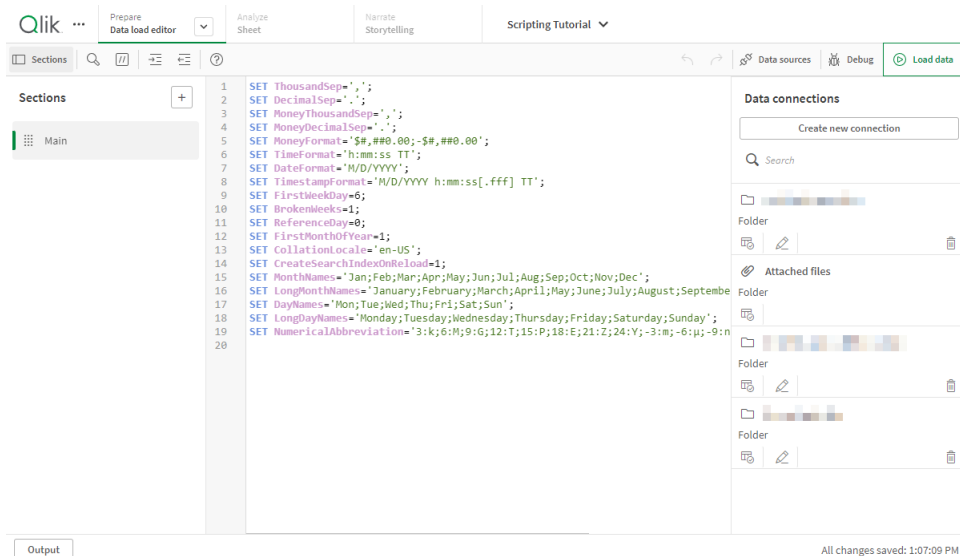 Qlik
Prepare
Data load editor
Analyze
Sheet
Narrate
Storytelling
Scripting Tutorial
Sections
Data sources
Debug
Load data
Sections
Main
1 SET ThousandSep=',';
2 SET DecimalSep='.';
3 SET MoneyThousandSep=',';
4 SET MoneyDecimalSep='.';
5 SET MoneyFormat='$#,##0.00;-$#,##0.00';
6 SET TimeFormat='h:mm:ss TT';
7 SET DateFormat='M/D/YYYY';
8 SET TimestampFormat='M/D/YYYY h:mm:ss[.fff] TT';
9 SET FirstWeekDay=6;
10 SET BrokenWeeks=1;
11 SET ReferenceDay=0;
12 SET FirstMonthOfYear=1;
13 SET CollationLocale='en-US';
14 SET CreateSearchIndexOnReload=1;
15 SET MonthNames='Jan;Feb;Mar;Apr;May;Jun;Jul;Aug;Sep;Oct;Nov;Dec';
16 SET LongMonthNames='January;February;March;April;May;June;July;August;Septembe
17 SET DayNames='Mon;Tue;Wed;Thu;Fri;Sat;Sun';
18 SET LongDayNames='Monday;Tuesday;Wednesday;Thursday;Friday;Saturday;Sunday';
19 SET NumericalAbbreviation='3:k;6:M;9:G;12:T;15:P;18:E;21:Z;24:Y;-3:m;-6:μ;-9:n
20
Data connections
Create new connection
Search
Folder
Attached files
Folder
Folder
Folder
Output
All changes saved: 1:07:09 PM